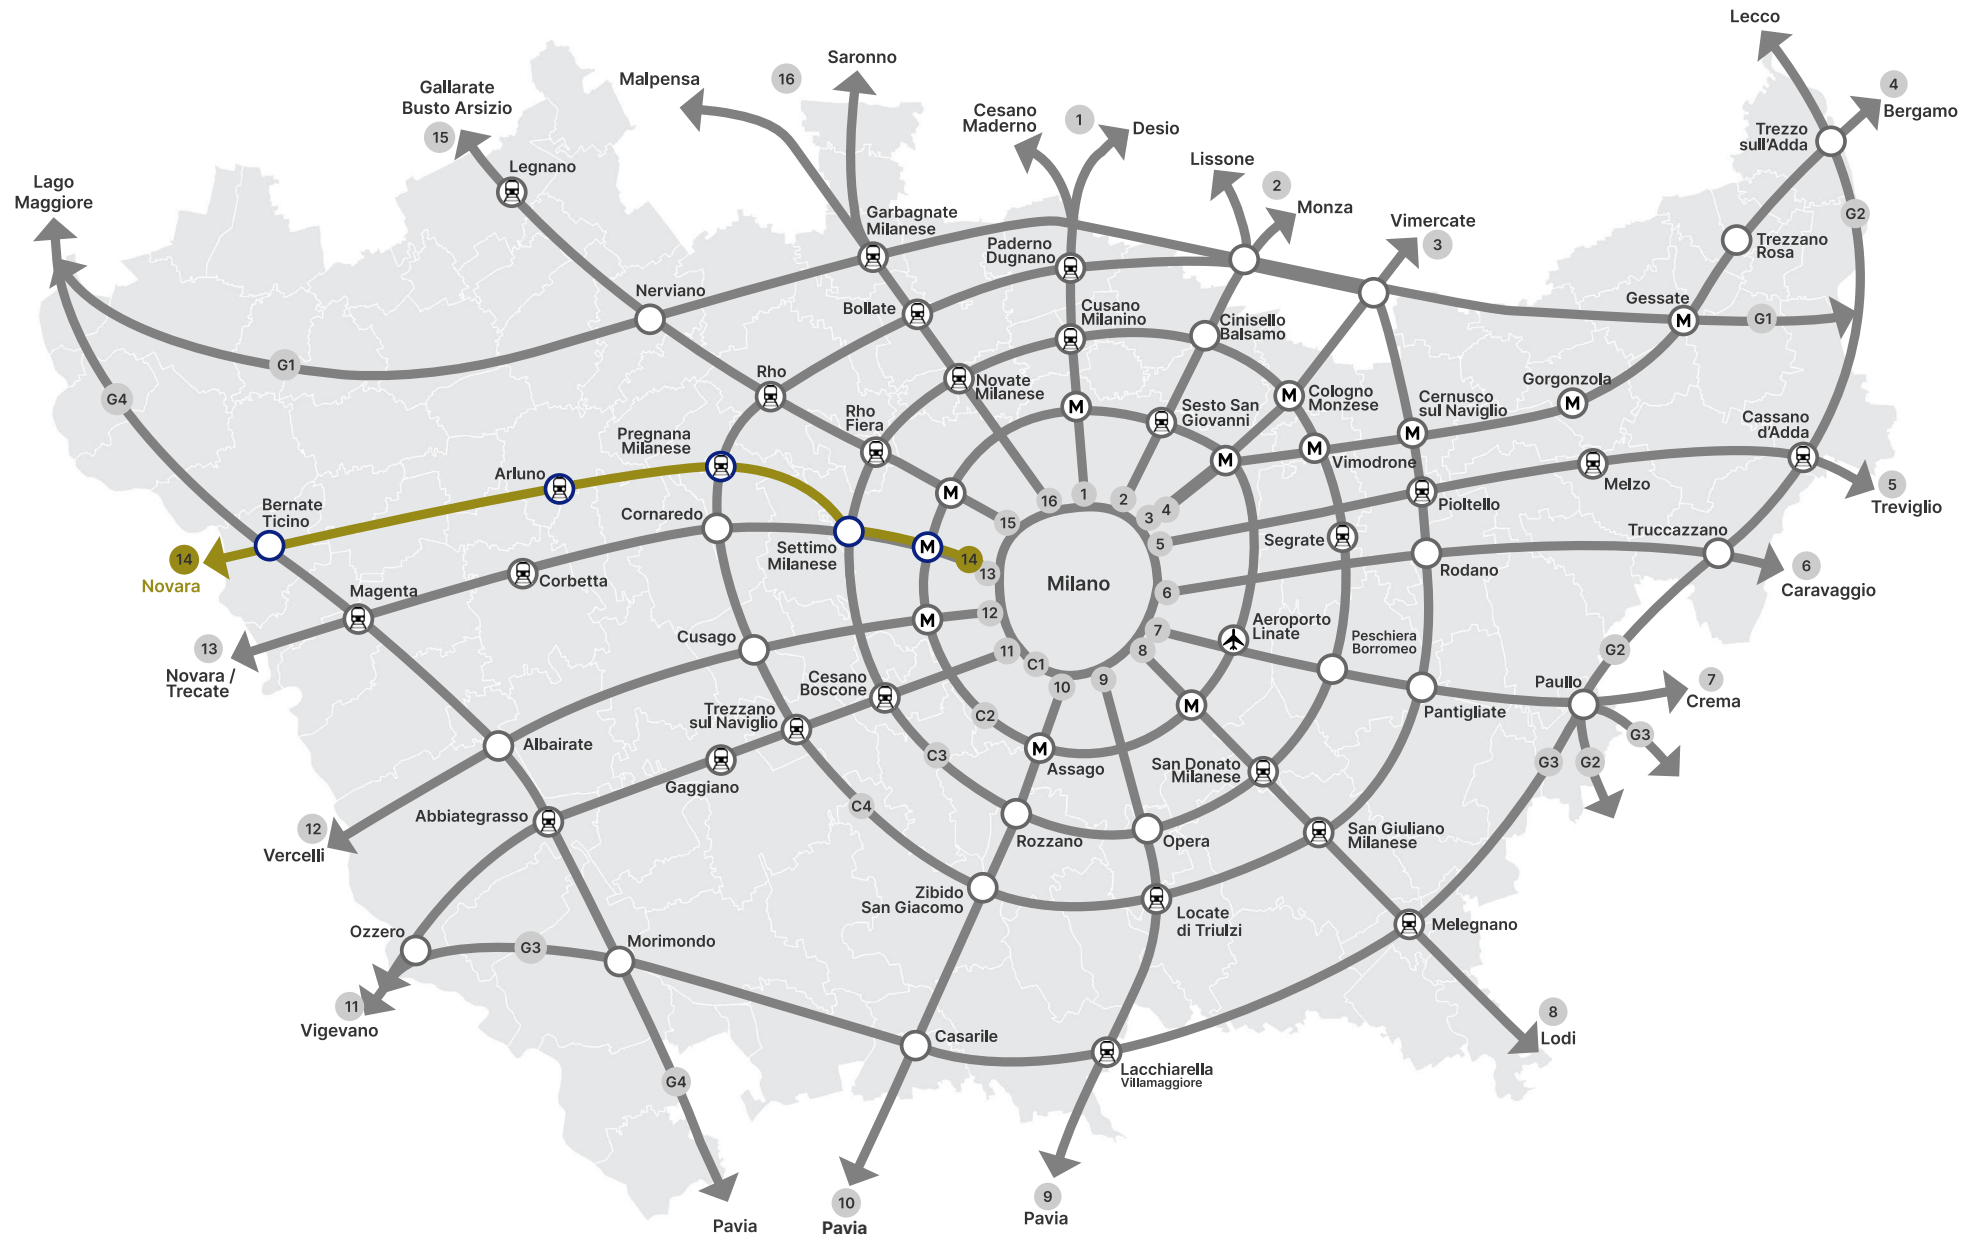 Lecco
4
Bergamo
Trezzo
sull'Adda
Saronno
16
Malpensa
Gallarate
Busto Arsizio
15
Legnano
Cesano
Maderno
1
Desio
Lissone
2
Monza
Vimercate
3
Lago
Maggiore
G2
Trezzano
Rosa
Garbagnate
Milanese
Paderno
Dugnano
Nerviano
Bollate
Cusano
Milanino
Cinisello
Balsamo
Gessate
M
G1
G1
G4
Rho
Novate
Milanese
Rho
Fiera
M
Sesto San
Giovanni
M
Cologno
Monzese
Cernusco
sul Naviglio
M
Gorgonzola
M
Cassano
d'Adda
Pregnana
Milanese
Arluno
M
M
M
Vimodrone
Melzo
Pioltello
5
Treviglio
Bernate
Ticino
Cornaredo
Settimo
Milanese
M
14
13
15
16
1
2
3
4
5
Segrate
Truccazzano
Rodano
6
Caravaggio
14
Novara
Magenta
Corbetta
Milano
12
M
6
7
8
Aeroporto
Linate
Peschiera
Borromeo
13
Novara /
Trecate
Cusago
11
C1
10
9
G2
Cesano
Boscone
Trezzano
sul Naviglio
C2
M
Pantigliate
Paullo
7
Crema
G3
Albairate
C3
M
Assago
San Donato
Milanese
G3
G2
Gaggiano
Abbiategrasso
C4
12
Vercelli
Rozzano
Opera
San Giuliano
Milanese
Zibido
San Giacomo
Locate
di Triulzi
Melegnano
Ozzero
G3
Morimondo
11
Vigevano
Casarile
8
Lodi
Lacchiarella
Villamaggiore
G4
10
Pavia
9
Pavia
Pavia